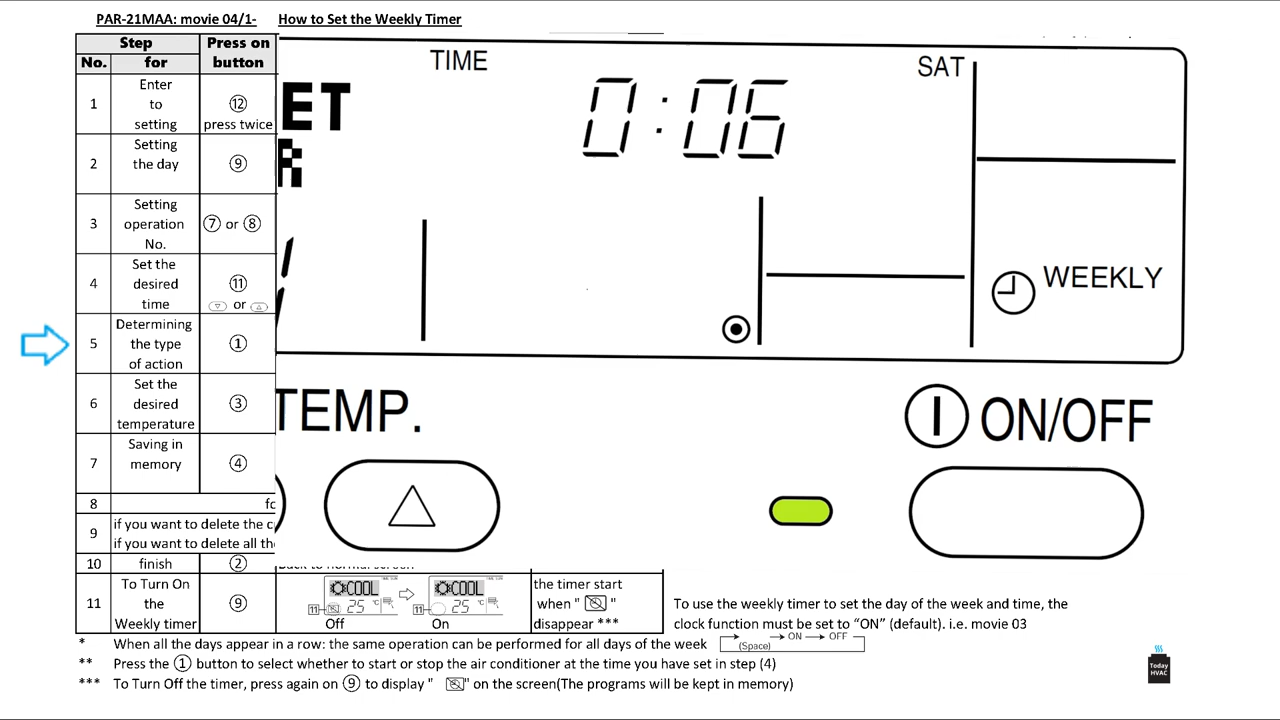 PAR-21MAA: movie 04/1- How to Set the Weekly Timer
Step Press on
No. for button
1 Enter to setting ⑫ press twice
2 Setting the day ⑨
3 Setting operation No. ⑦ or ⑧
4 Set the desired time ⑪ ▽ or △
5 Determining the type of action ①
6 Set the desired temperature ③
7 Saving in memory ④
8
9 if you want to delete the
if you want to delete all
10 finish ②
11 To Turn On the Weekly timer ⑨
COOL COOL
11 25 °C 11 25 °C
Off On
the timer start
when " "
disappear ***
TIME SAT
ET
R
0:06
WEEKLY
TEMP. ON/OFF
To use the weekly timer to set the day of the week and time, the
clock function must be set to “ON” (default). i.e. movie 03
* When all the days appear in a row: the same operation can be performed for all days of the week (Space) → ON → OFF
** Press the ① button to select whether to start or stop the air conditioner at the time you have set in step (4)
*** To Turn Off the timer, press again on ⑨ to display " " on the screen(The programs will be kept in memory)
Today
HVAC